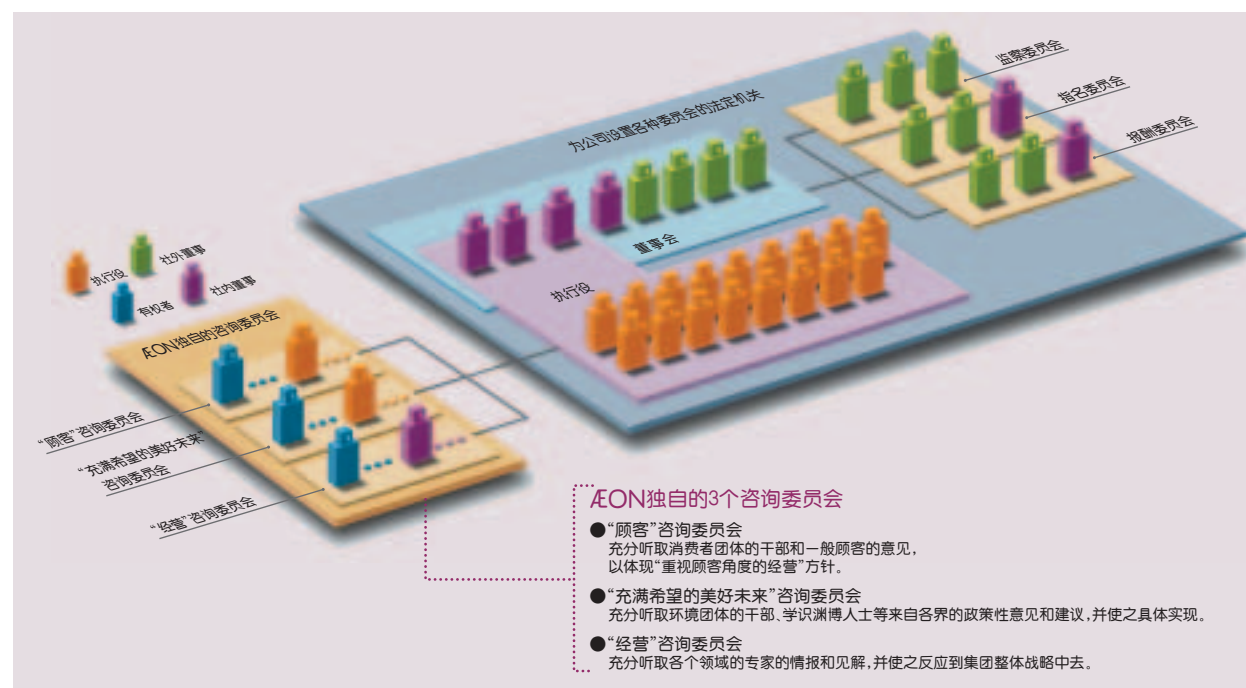 监察委员会
指名委员会
报酬委员会
为公司设置各种委员会的法定机关
董事会
执行役
执行役
社外董事
有权者
社内董事
ÆON独自的咨询委员会
“顾客”咨询委员会
“充满希望的美好未来”
咨询委员会
“经营”咨询委员会
ÆON独自的3个咨询委员会
●“顾客”咨询委员会
充分听取消费者团体的干部和一般顾客的意见，
以体现“重视顾客角度的经营”方针。
●“充满希望的美好未来”咨询委员会
充分听取环境团体的干部、学识渊博人士等来自各界的政策性意见和建议，并使之具体实现。
●“经营”咨询委员会
充分听取各个领域的专家的情报和见解，并使之反应到集团整体战略中去。